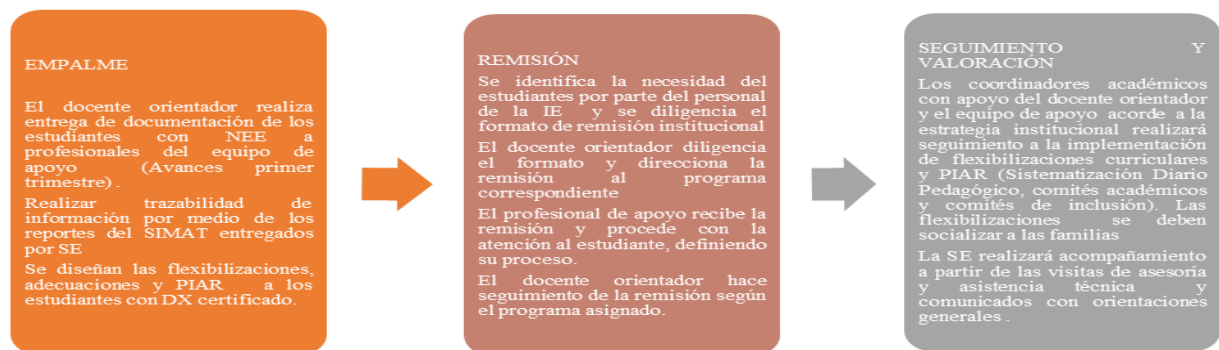 EMPALME
El docente orientador realiza
entrega de documentación de los
estudiantes con NEE a
profesionales del equipo de
apoyo (Avances primer
trimestre) .
Realizar trazabilidad de
información por medio de los
reportes del SIMAT entregados
por SE
Se diseñan las flexibilizaciones,
adecuaciones y PIAR a los
estudiantes con DX certificado.
REMISIÓN
Se identifica la necesidad del
estudiantes por parte del personal
de la IE y se diligencia el
formato de remisión institucional
El docente orientador diligencia
el formato y direcciona la
remisión al programa
correspondiente
El profesional de apoyo recibe la
remisión y procede con la
atención al estudiante, definiendo
su proceso.
El docente orientador hace
seguimiento de la remisión según
el programa asignado.
SEGUIMIENTO Y
VALORACIÓN
Los coordinadores académicos
con apoyo del docente orientador
y el equipo de apoyo acorde a la
estrategia institucional realizará
seguimiento a la implementación
de flexibilizaciones curriculares
y PIAR (Sistematización Diario
Pedagógico, comités académicos
y comités de inclusión). Las
flexibilizaciones se deben
socializar a las familias
La SE realizará acompañamiento
a partir de las visitas de asesoría
y asistencia técnica y
comunicados con orientaciones
generales .